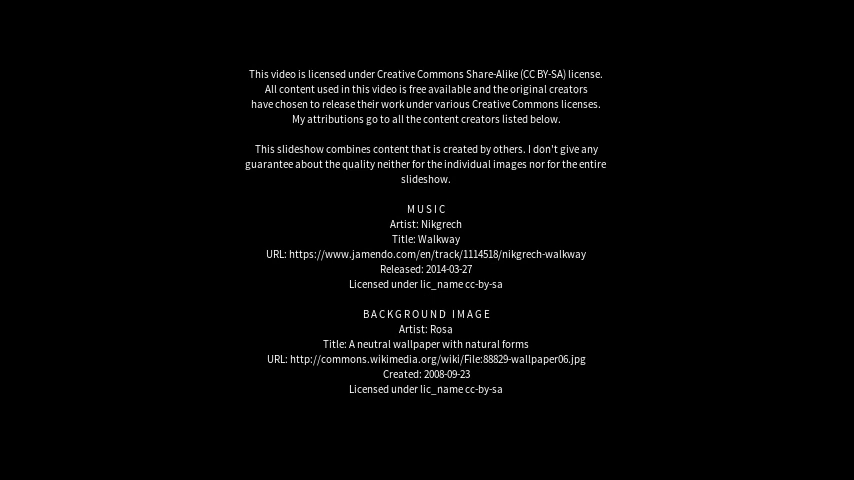 This video is licensed under Creative Commons Share-Alike (CC BY-SA) license.
All content used in this video is free available and the original creators
have chosen to release their work under various Creative Commons licenses.
My attributions go to all the content creators listed below.
This slideshow combines content that is created by others. I don't give any
guarantee about the quality neither for the individual images nor for the entire
slideshow.
MUSIC
Artist: Nikgrech
Title: Walkway
URL: https://www.jamendo.com/en/track/1114518/nikgrech-walkway
Released: 2014-03-27
Licensed under lic_name cc-by-sa
BACKGROUND IMAGE
Artist: Rosa
Title: A neutral wallpaper with natural forms
URL: http://commons.wikimedia.org/wiki/File:88829-wallpaper06.jpg
Created: 2008-09-23
Licensed under lic_name cc-by-sa